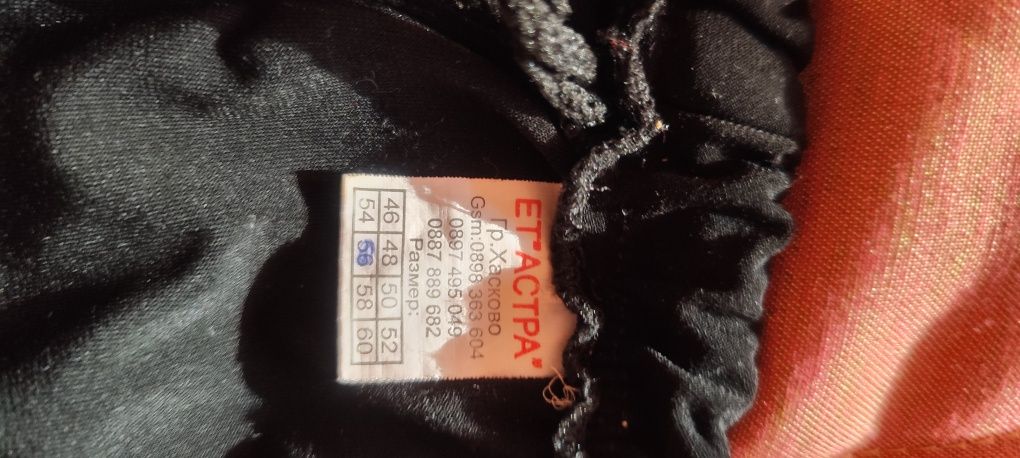 ЕТ"АСТРА"
Гр.Хасково
Gsm:0898 363 604
0897 495 049
0887 889 682
Размер:
46 48 50 52
54 56 58 60